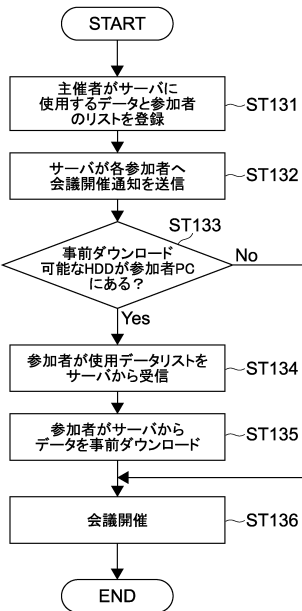 START
主催者がサーバに
使用するデータと参加者
のリストを登録
ST131
サーバが各参加者へ
会議開催通知を送信
ST132
ST133
事前ダウンロード
可能なHDDが参加者PC
にある？
No
Yes
参加者が使用データリストを
サーバから受信
ST134
参加者がサーバから
データを事前ダウンロード
ST135
会議開催
ST136
END